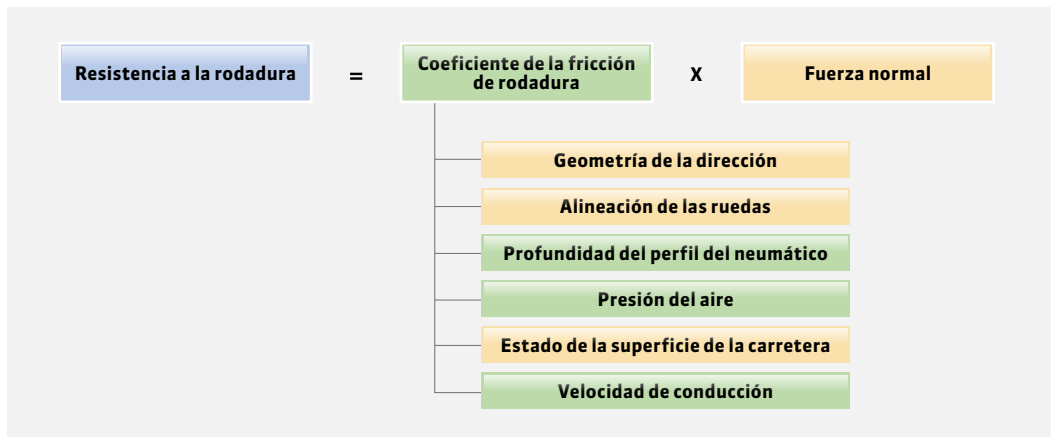 Resistencia a la rodadura = Coeficiente de la fricción de rodadura X Fuerza normal
Geometría de la dirección
Alineación de las ruedas
Profundidad del perfil del neumático
Presión del aire
Estado de la superficie de la carretera
Velocidad de conducción